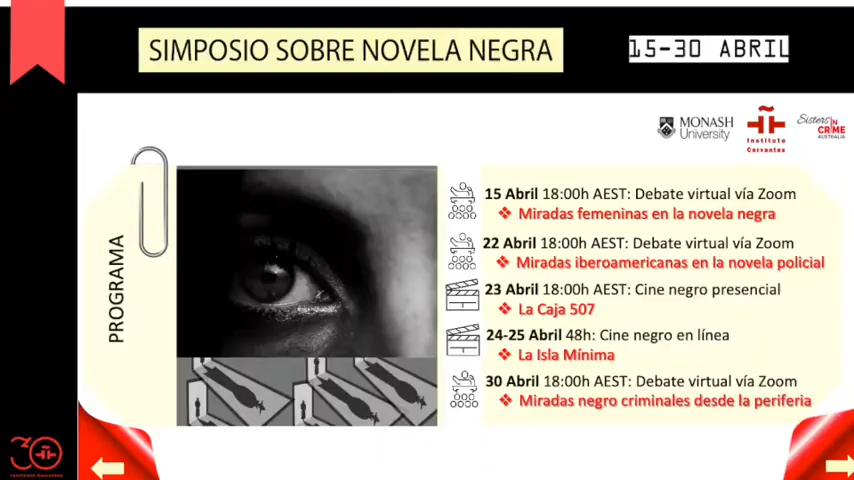 SIMPOSIO SOBRE NOVELA NEGRA
15-30 ABRIL
MONASH
University
Instituto
Cervantes
Sisters
IN
CRIME
AUSTRALIA
PROGRAMA
15 Abril 18:00h AEST: Debate virtual vía Zoom
❖ Miradas femeninas en la novela negra
22 Abril 18:00h AEST: Debate virtual vía Zoom
❖ Miradas iberoamericanas en la novela policial
23 Abril 18:00h AEST: Cine negro presencial
❖ La Caja 507
24-25 Abril 48h: Cine negro en línea
❖ La Isla Mínima
30 Abril 18:00h AEST: Debate virtual vía Zoom
❖ Miradas negro criminales desde la periferia
30
Instituto Cervantes